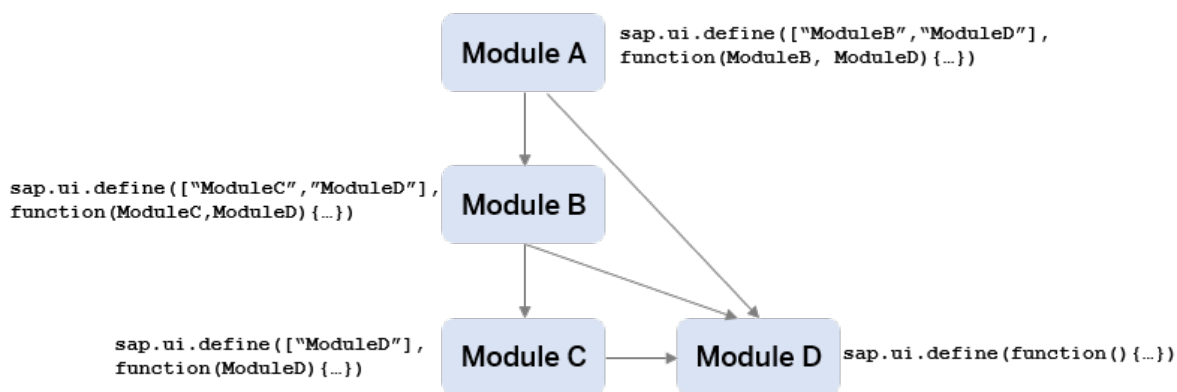 Module A
sap.ui.define([“ModuleB”,“ModuleD”],
function(ModuleB, ModuleD){…})
sap.ui.define([“ModuleC”,”ModuleD”],
function(ModuleC,ModuleD){…})
Module B
sap.ui.define([“ModuleD”],
function(ModuleD){…})
Module C
Module D
sap.ui.define(function(){…})